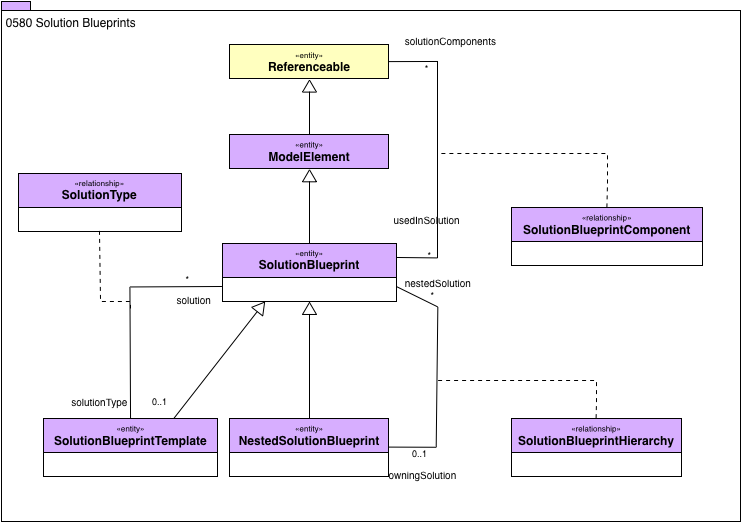 0580 Solution Blueprints
solutionComponents
«entity»
Referenceable
*
«entity»
ModelElement
«relationship»
SolutionType
usedInSolution
«relationship»
SolutionBlueprintComponent
«entity»
SolutionBlueprint
*
*
nestedSolution
*
solution
solutionType
0..1
«entity»
SolutionBlueprintTemplate
«entity»
NestedSolutionBlueprint
«relationship»
SolutionBlueprintHierarchy
0..1
owningSolution